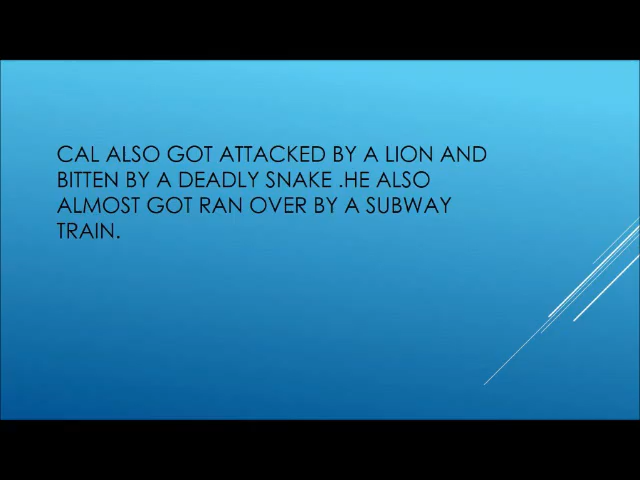 CAL ALSO GOT ATTACKED BY A LION AND
BITTEN BY A DEADLY SNAKE .HE ALSO
ALMOST GOT RAN OVER BY A SUBWAY
TRAIN.